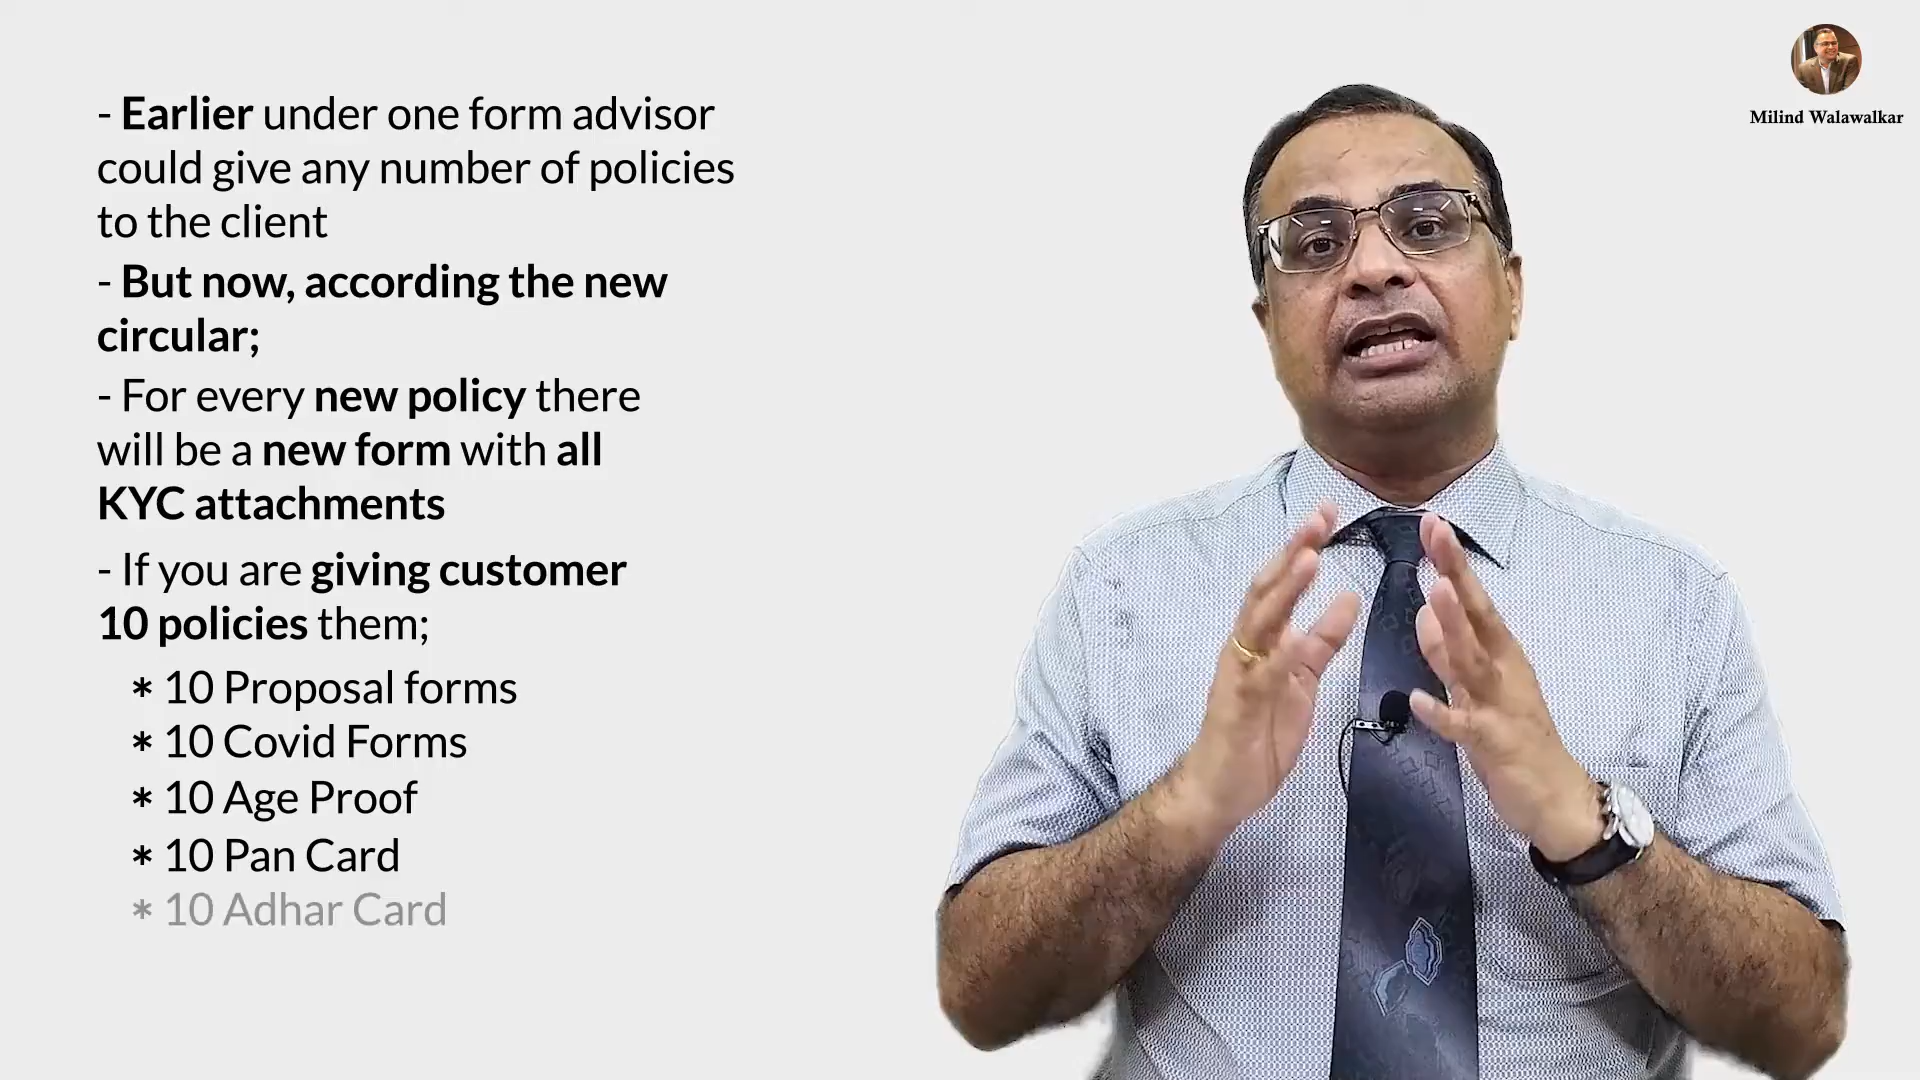 - Earlier under one form advisor
could give any number of policies
to the client
- But now, according the new
circular;
- For every new policy there
will be a new form with all
KYC attachments
- If you are giving customer
10 policies them;
* 10 Proposal forms
* 10 Covid Forms
* 10 Age Proof
* 10 Pan Card
* 10 Adhar Card
Milind Walawalkar